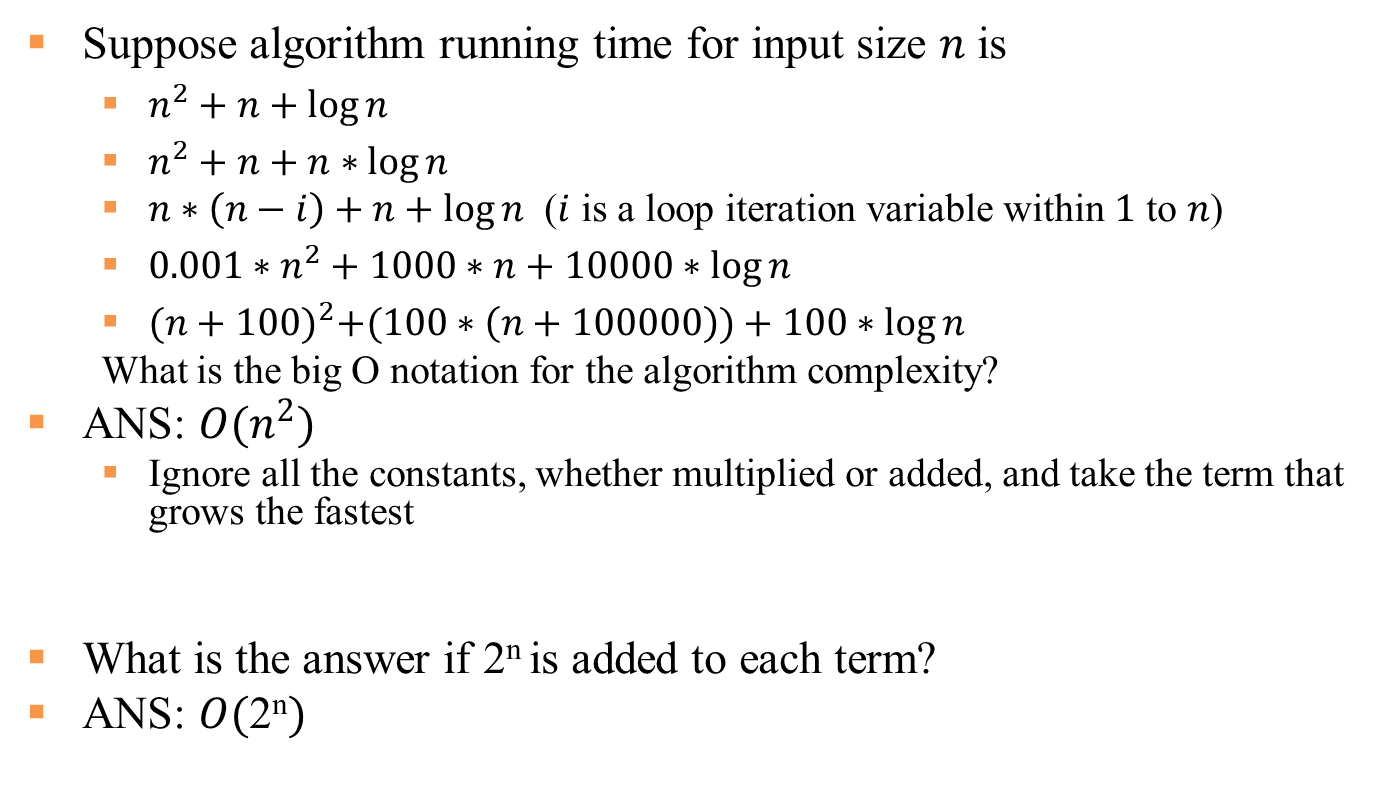 ▪ Suppose algorithm running time for input size n is
▪ n² + n + log n
▪ n² + n + n ∗ log n
▪ n ∗ (n − i) + n + log n (i is a loop iteration variable within 1 to n)
▪ 0.001 ∗ n² + 1000 ∗ n + 10000 ∗ log n
▪ (n + 100)²+(100 ∗ (n + 100000)) + 100 ∗ log n
What is the big O notation for the algorithm complexity?
▪ ANS: O(n²)
▪ Ignore all the constants, whether multiplied or added, and take the term that
grows the fastest
▪ What is the answer if 2ⁿ is added to each term?
▪ ANS: O(2ⁿ)